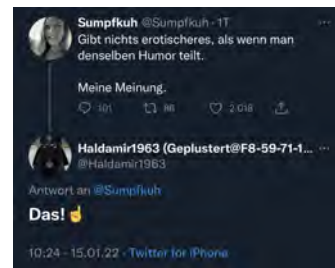 Sumpfkuh @Sumpfkuh · 1T
Gibt nichts erotischeres, als wenn man
denselben Humor teilt.
Meine Meinung.
101 86 2.018
Haldamir1963 (Geplustert@F8-59-71-1...
@Haldamir1963
Antwort an @Sumpfkuh
Das!☝️
10:24 · 15.01.22 · Twitter for iPhone